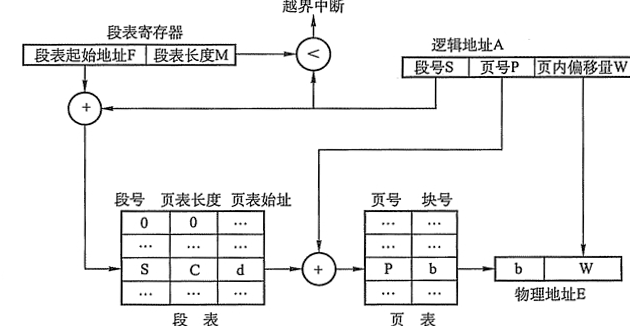 越界中断
段表寄存器
段表起始地址F 段表长度M
<
逻辑地址A
段号S 页号P 页内偏移量W
+
段号 页表长度 页表始址
0 0 …
… … …
S C d
… … …
段 表
+
页号 块号
… …
… …
P b
… …
页 表
b W
物理地址E